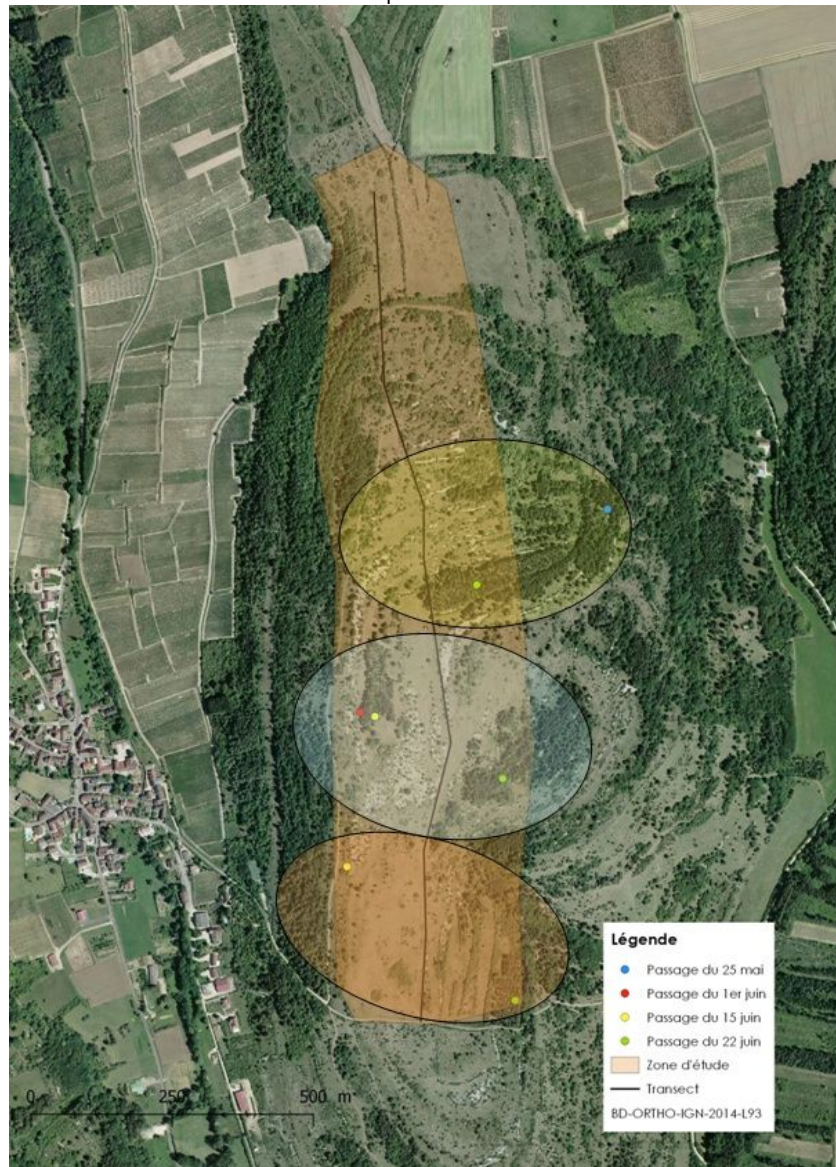 Légende
Passage du 25 mai
Passage du 1er juin
Passage du 15 juin
Passage du 22 juin
Zone d'étude
Transect
BD-ORTHO-IGN-2014-L93
0 250 500 m